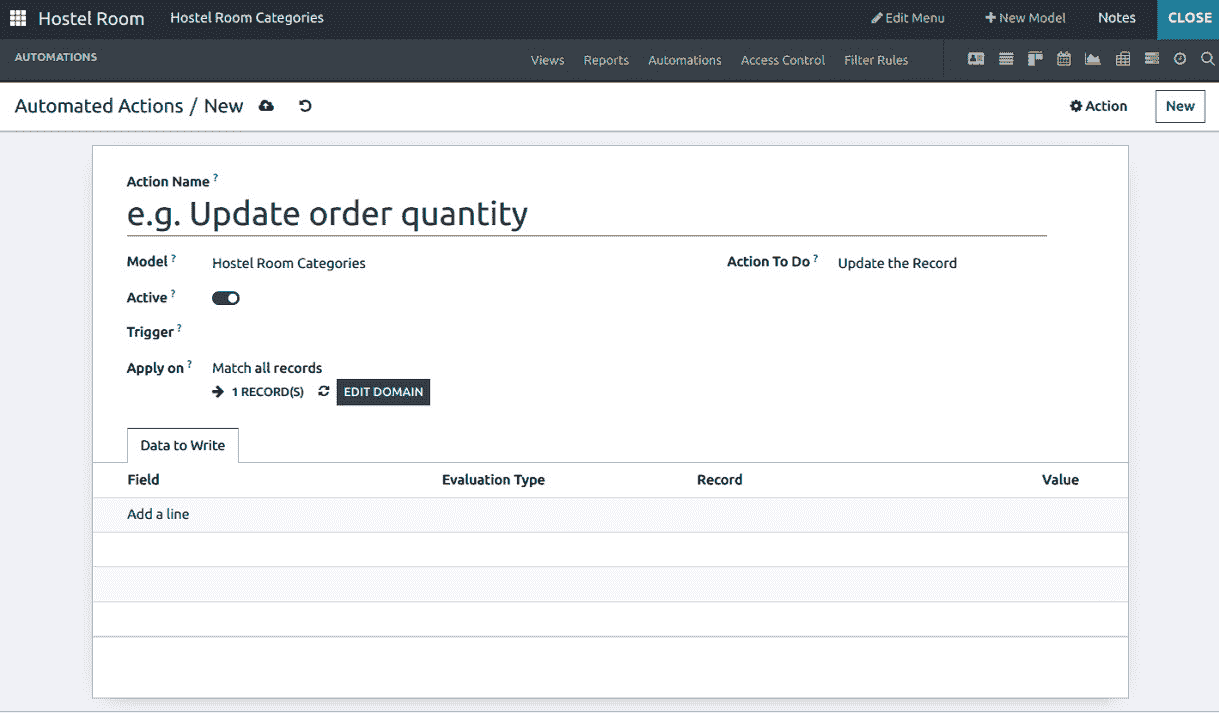 Hostel Room Hostel Room Categories Edit Menu New Model Notes CLOSE
AUTOMATIONS Views Reports Automations Access Control Filter Rules
Automated Actions / New Action New
Action Name ?
e.g. Update order quantity
Model ? Hostel Room Categories Action To Do ? Update the Record
Active ?
Trigger ?
Apply on ? Match all records
1 RECORD(S) EDIT DOMAIN
Data to Write
Field Evaluation Type Record Value
Add a line